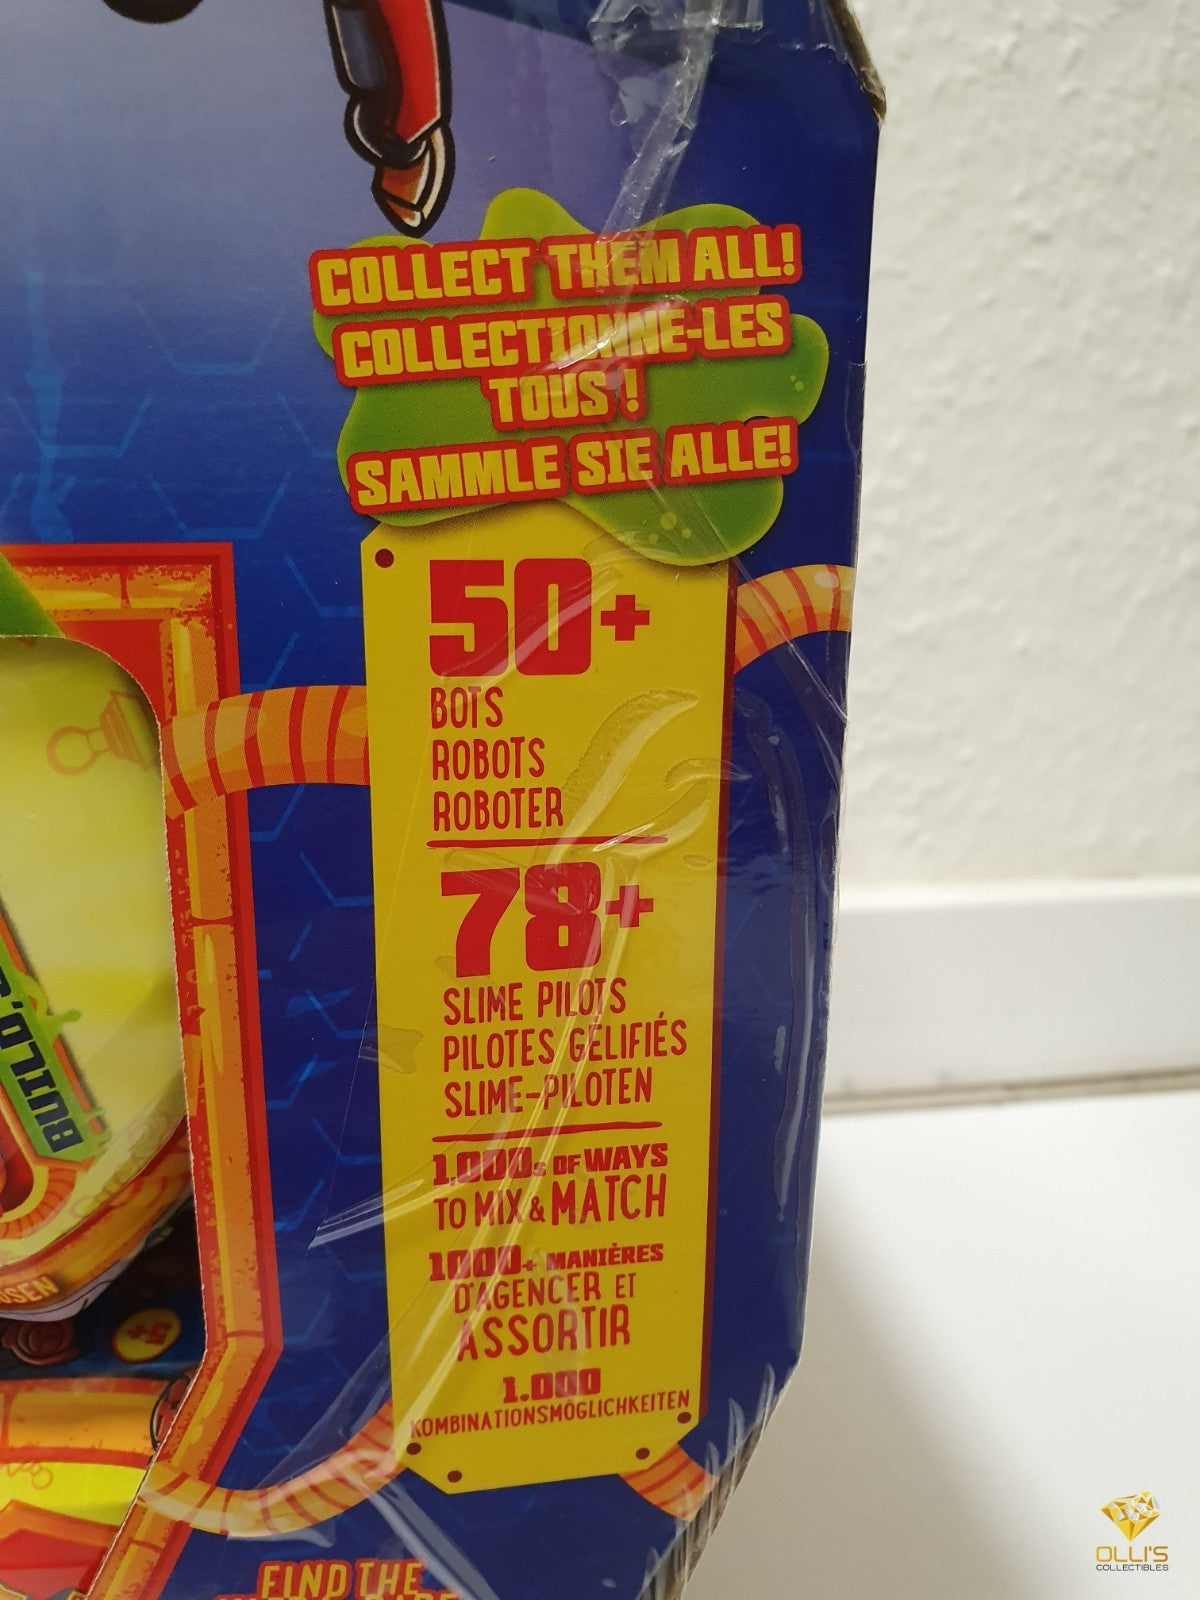 COLLECT THEM ALL!
COLLECTIONNE-LES
TOUS !
SAMMLE SIE ALLE!
50+
BOTS
ROBOTS
ROBOTER
78+
SLIME PILOTS
PILOTES GÉLIFIÉS
SLIME-PILOTEN
1,000s OF WAYS
TO MIX & MATCH
1000+ MANIÈRES
D'AGENCER ET
ASSORTIR
1.000
KOMBINATIONSMÖGLICHKEITEN
BUILD
5+
FIND THE
OLLI'S
COLLECTIBLES